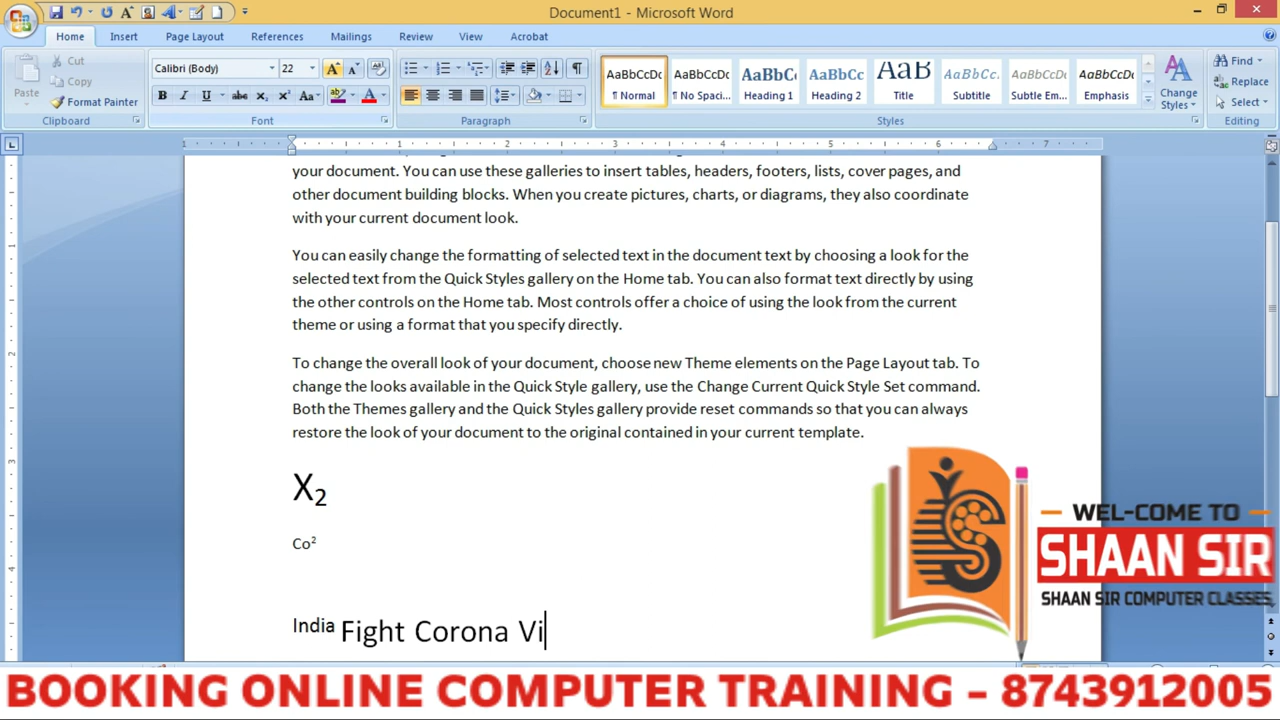 Document1 - Microsoft Word
Home Insert Page Layout References Mailings Review View Acrobat
Paste
Cut
Copy
Format Painter
Clipboard
Calibri (Body) 22
Font
Paragraph
AaBbCcDc AaBbCcDc AaBbC AaBbCc AaB AaBbCc. AaBbCcDc AaBbCcDc
¶ Normal ¶ No Spaci... Heading 1 Heading 2 Title Subtitle Subtle Em... Emphasis
Change Styles
Styles
Find
Replace
Select
Editing
1 1 2 3 4 5 6 7
your document. You can use these galleries to insert tables, headers, footers, lists, cover pages, and
other document building blocks. When you create pictures, charts, or diagrams, they also coordinate
with your current document look.
You can easily change the formatting of selected text in the document text by choosing a look for the
selected text from the Quick Styles gallery on the Home tab. You can also format text directly by using
the other controls on the Home tab. Most controls offer a choice of using the look from the current
theme or using a format that you specify directly.
To change the overall look of your document, choose new Theme elements on the Page Layout tab. To
change the looks available in the Quick Style gallery, use the Change Current Quick Style Set command.
Both the Themes gallery and the Quick Styles gallery provide reset commands so that you can always
restore the look of your document to the original contained in your current template.
X₂
Co²
India Fight Corona Vi
WEL-COME TO
SHAAN SIR
SHAAN SIR COMPUTER CLASSES,
BOOKING ONLINE COMPUTER TRAINING - 8743912005